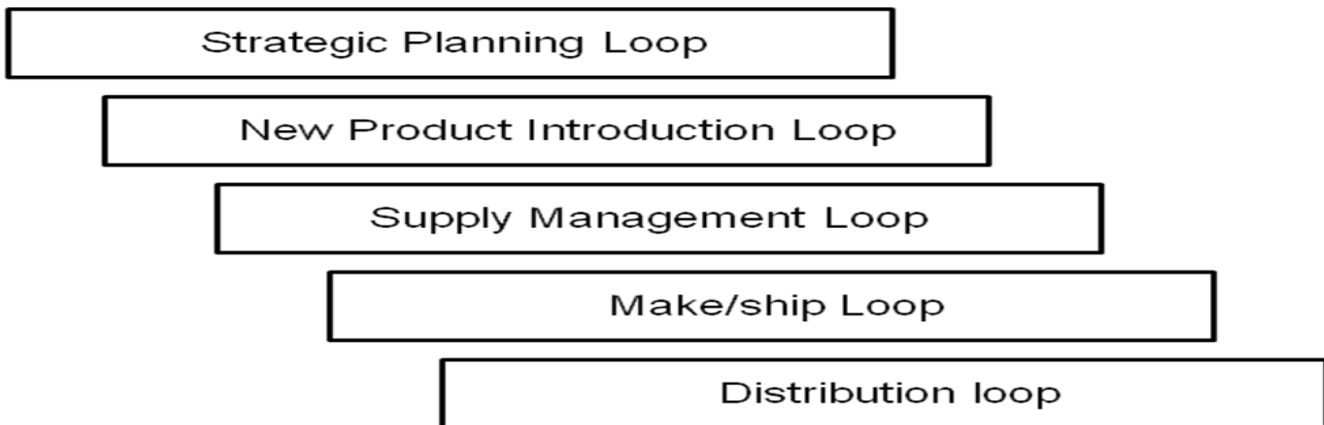 Strategic Planning Loop
New Product Introduction Loop
Supply Management Loop
Make/ship Loop
Distribution loop